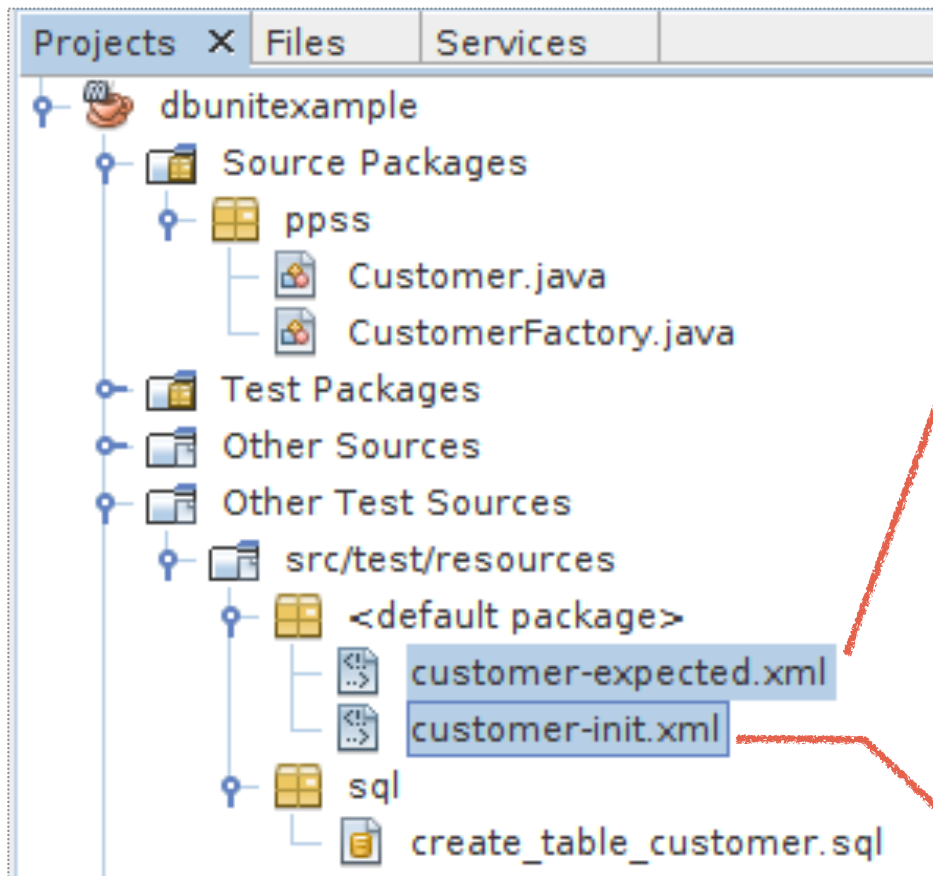 Projects X Files Services
dbunitexample
Source Packages
ppss
Customer.java
CustomerFactory.java
Test Packages
Other Sources
Other Test Sources
src/test/resources
<default package>
customer-expected.xml
customer-init.xml
sql
create_table_customer.sql